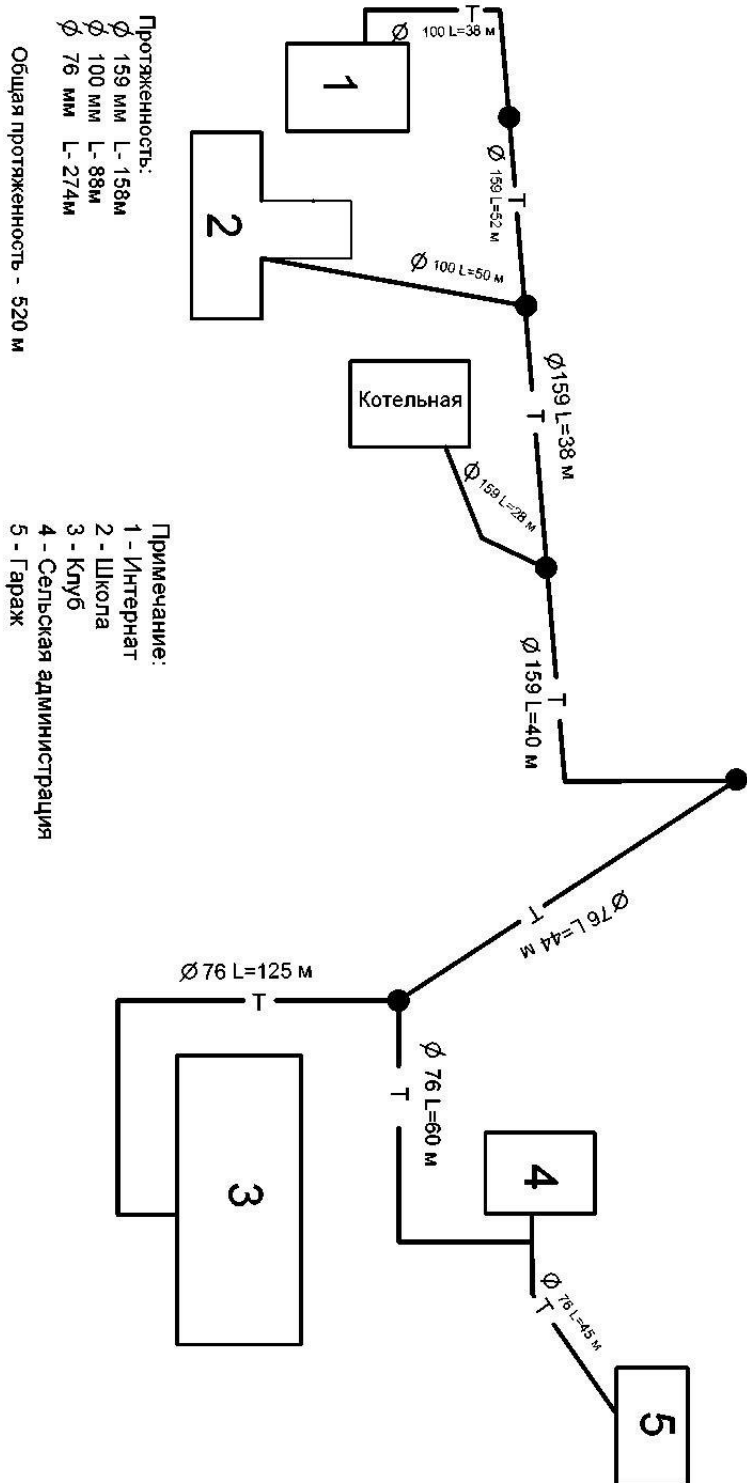 T
Ø 100 L=38 м
1
Ø 159 L=52 м
T
2
Ø 100 L=50 м
Ø159 L=38 м
T
Котельная
Ø 159 L=28 м
T
Ø 159 L=40 м
Ø76 L=44 м
T
Ø 76 L=125 м
T
3
Ø 76 L=60 м
T
4
Ø 76 L=45 м
T
5
Протяженность:
Ø 159 мм L- 158м
Ø 100 мм L- 88м
Ø 76 мм L- 274м
Общая протяженность - 520 м
Примечание:
1 - Интернат
2 - Школа
3 - Клуб
4 - Сельская администрация
5 - Гараж